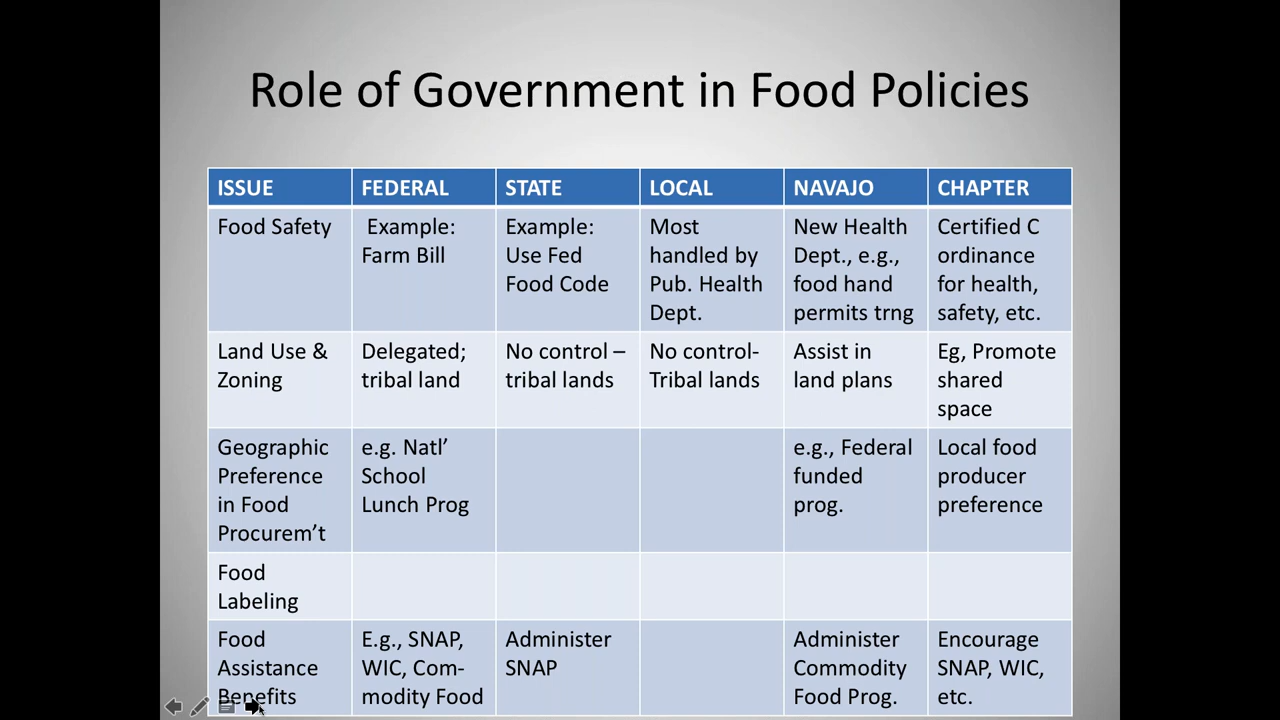 Role of Government in Food Policies
ISSUE FEDERAL STATE LOCAL NAVAJO CHAPTER
Food Safety
Example:
Farm Bill
Example:
Use Fed
Food Code
Most
handled by
Pub. Health
Dept.
New Health
Dept., e.g.,
food hand
permits trng
Certified C
ordinance
for health,
safety, etc.
Land Use &
Zoning
Delegated;
tribal land
No control –
tribal lands
No control-
Tribal lands
Assist in
land plans
Eg, Promote
shared
space
Geographic
Preference
in Food
Procurem’t
e.g. Natl’
School
Lunch Prog
e.g., Federal
funded
prog.
Local food
producer
preference
Food
Labeling
Food
Assistance
Benefits
E.g., SNAP,
WIC, Com-
modity Food
Administer
SNAP
Administer
Commodity
Food Prog.
Encourage
SNAP, WIC,
etc.